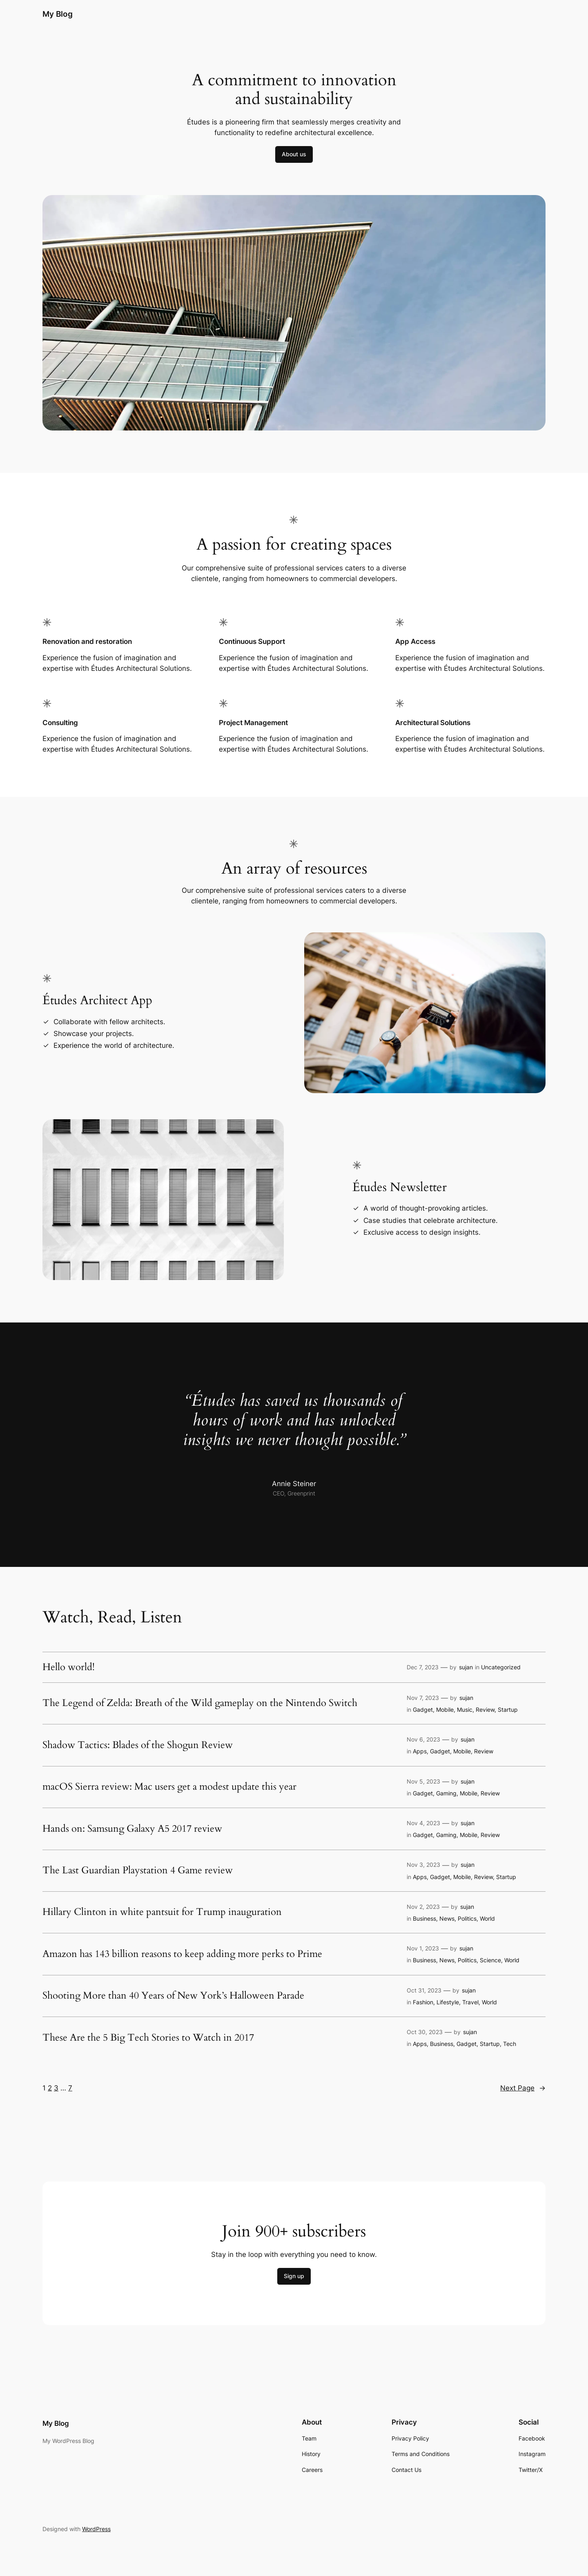 My Blog
A commitment to innovation
and sustainability
Études is a pioneering firm that seamlessly merges creativity and
functionality to redefine architectural excellence.
About us
A passion for creating spaces
Our comprehensive suite of professional services caters to a diverse
clientele, ranging from homeowners to commercial developers.
Renovation and restoration
Experience the fusion of imagination and
expertise with Études Architectural Solutions.
Continuous Support
Experience the fusion of imagination and
expertise with Études Architectural Solutions.
App Access
Experience the fusion of imagination and
expertise with Études Architectural Solutions.
Consulting
Experience the fusion of imagination and
expertise with Études Architectural Solutions.
Project Management
Experience the fusion of imagination and
expertise with Études Architectural Solutions.
Architectural Solutions
Experience the fusion of imagination and
expertise with Études Architectural Solutions.
An array of resources
Our comprehensive suite of professional services caters to a diverse
clientele, ranging from homeowners to commercial developers.
Études Architect App
Collaborate with fellow architects.
Showcase your projects.
Experience the world of architecture.
Études Newsletter
A world of thought-provoking articles.
Case studies that celebrate architecture.
Exclusive access to design insights.
“Études has saved us thousands of
hours of work and has unlocked
insights we never thought possible.”
Annie Steiner
CEO, Greenprint
Watch, Read, Listen
Hello world!
Dec 7, 2023 — by sujan in Uncategorized
The Legend of Zelda: Breath of the Wild gameplay on the Nintendo Switch
Nov 7, 2023 — by sujan
in Gadget, Mobile, Music, Review, Startup
Shadow Tactics: Blades of the Shogun Review
Nov 6, 2023 — by sujan
in Apps, Gadget, Mobile, Review
macOS Sierra review: Mac users get a modest update this year
Nov 5, 2023 — by sujan
in Gadget, Gaming, Mobile, Review
Hands on: Samsung Galaxy A5 2017 review
Nov 4, 2023 — by sujan
in Gadget, Gaming, Mobile, Review
The Last Guardian Playstation 4 Game review
Nov 3, 2023 — by sujan
in Apps, Gadget, Mobile, Review, Startup
Hillary Clinton in white pantsuit for Trump inauguration
Nov 2, 2023 — by sujan
in Business, News, Politics, World
Amazon has 143 billion reasons to keep adding more perks to Prime
Nov 1, 2023 — by sujan
in Business, News, Politics, Science, World
Shooting More than 40 Years of New York’s Halloween Parade
Oct 31, 2023 — by sujan
in Fashion, Lifestyle, Travel, World
These Are the 5 Big Tech Stories to Watch in 2017
Oct 30, 2023 — by sujan
in Apps, Business, Gadget, Startup, Tech
1 2 3 … 7
Next Page →
Join 900+ subscribers
Stay in the loop with everything you need to know.
Sign up
My Blog
My WordPress Blog
About
Team
History
Careers
Privacy
Privacy Policy
Terms and Conditions
Contact Us
Social
Facebook
Instagram
Twitter/X
Designed with WordPress